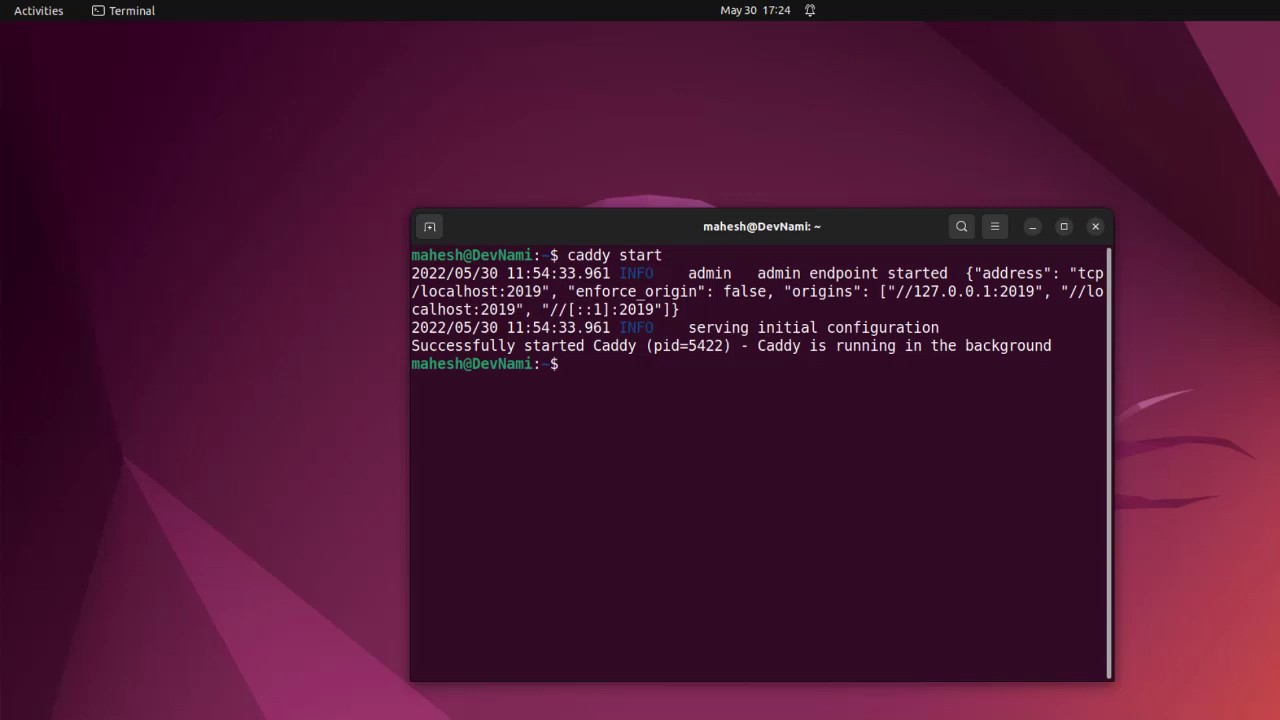 Activities Terminal May 30 17:24
mahesh@DevNami: ~
mahesh@DevNami:~$ caddy start
2022/05/30 11:54:33.961 INFO    admin   admin endpoint started  {"address": "tcp
/localhost:2019", "enforce_origin": false, "origins": ["//127.0.0.1:2019", "//lo
calhost:2019", "//[::1]:2019"]}
2022/05/30 11:54:33.961 INFO    serving initial configuration
Successfully started Caddy (pid=5422) - Caddy is running in the background
mahesh@DevNami:~$